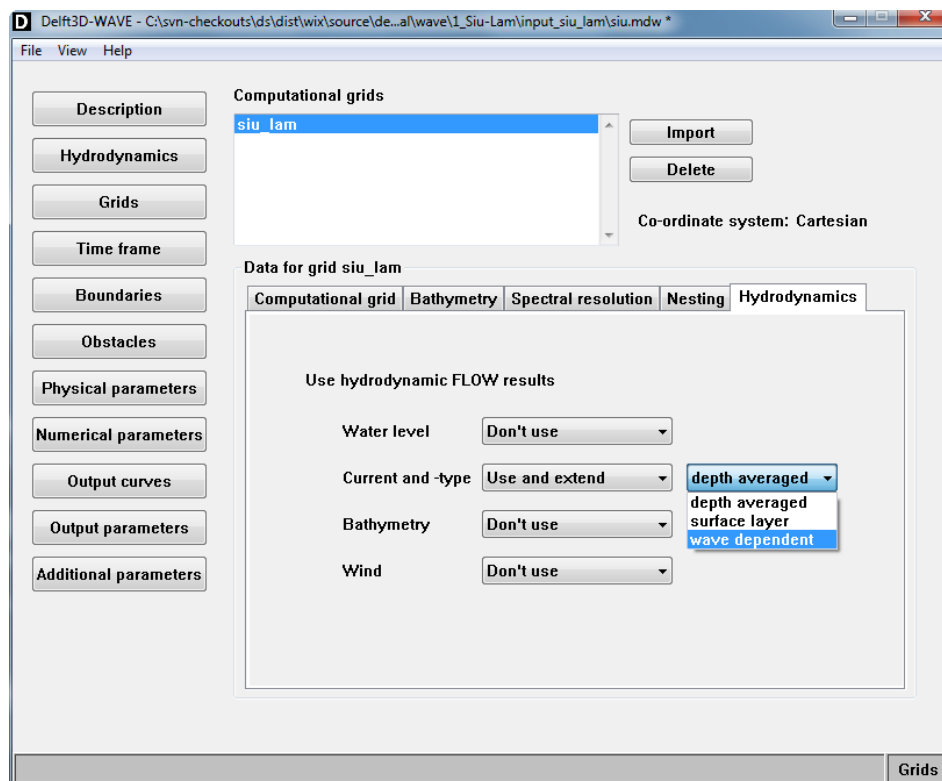 D Delft3D-WAVE - C:\svn-checkouts\ds\dist\wix\source\de...al\wave\1_Siu-Lam\input_siu_lam\siu.mdw *
File View Help
Description
Hydrodynamics
Grids
Time frame
Boundaries
Obstacles
Physical parameters
Numerical parameters
Output curves
Output parameters
Additional parameters
Computational grids
siu_lam
Import
Delete
Co-ordinate system: Cartesian
Data for grid siu_lam
Computational grid Bathymetry Spectral resolution Nesting Hydrodynamics
Use hydrodynamic FLOW results
Water level Don't use
Current and -type Use and extend depth averaged
depth averaged
surface layer
wave dependent
Bathymetry Don't use
Wind Don't use
Grids